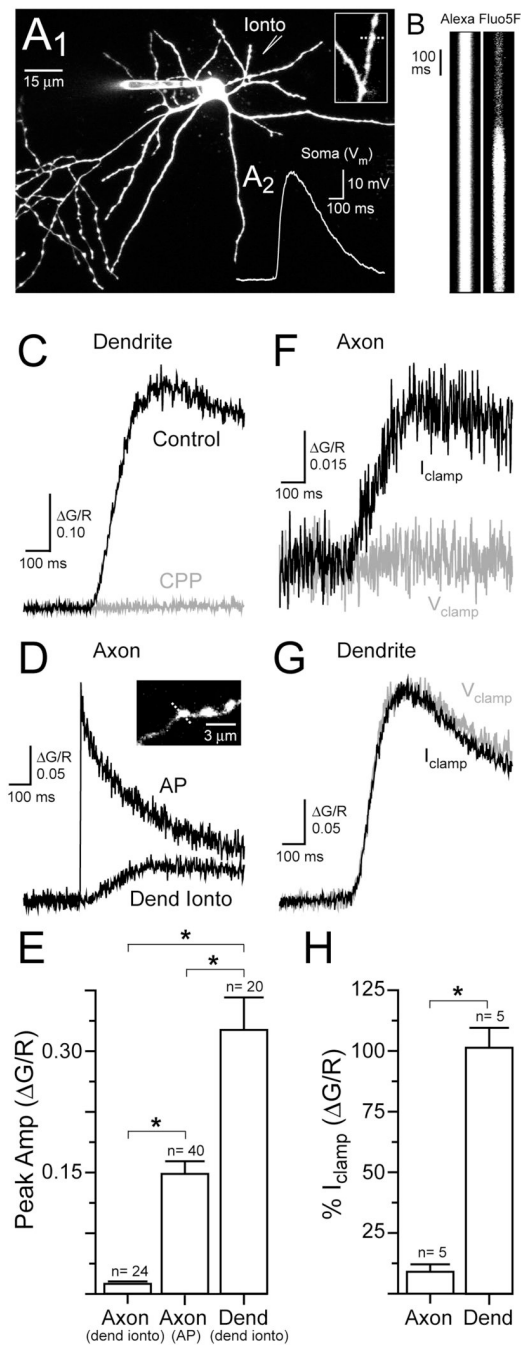 A1
Ionto
15 μm
Soma (Vm)
A2
10 mV
100 ms
B
Alexa Fluo5F
100 ms
C
Dendrite
Control
ΔG/R
0.10
100 ms
CPP
F
Axon
ΔG/R
0.015
100 ms
Iclamp
Vclamp
D
Axon
3 μm
ΔG/R
0.05
100 ms
AP
Dend Ionto
G
Dendrite
Vclamp
Iclamp
ΔG/R
0.05
100 ms
E
*
*
n= 20
0.30
Peak Amp (ΔG/R)
*
n= 40
0.15
n= 24
Axon Axon Dend
(dend ionto) (AP) (dend ionto)
H
125
*
n= 5
100
% Iclamp (ΔG/R)
75
50
25
n= 5
Axon Dend